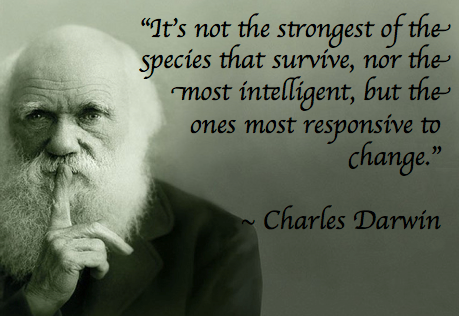 “It's not the strongest of the
species that survive, nor the
most intelligent, but the
ones most responsive to
change.”
~ Charles Darwin